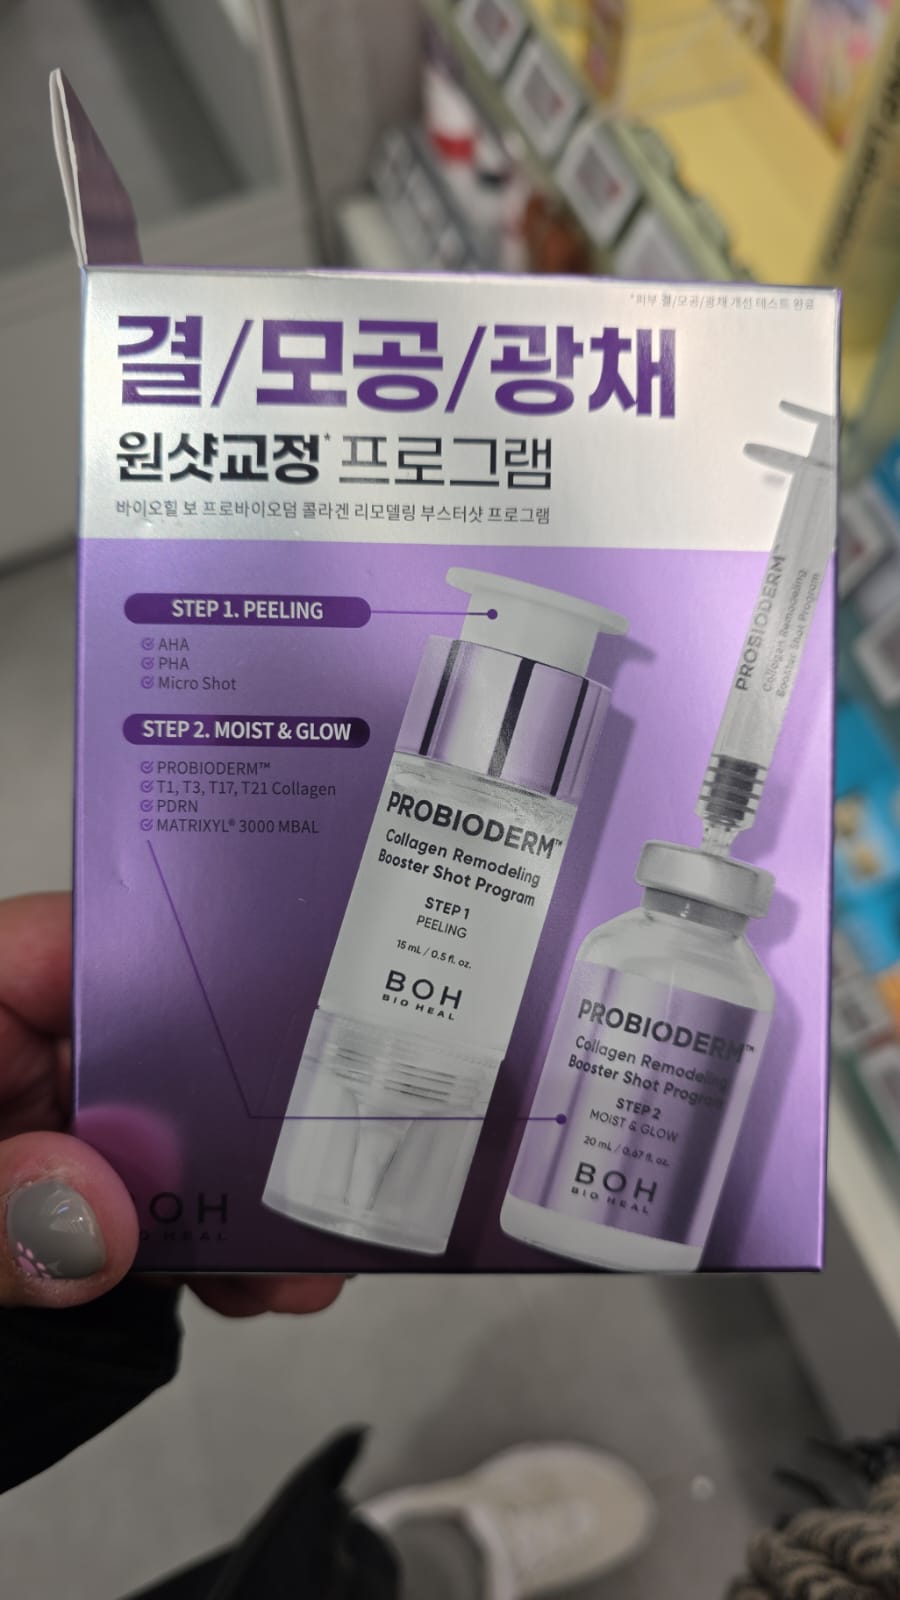 *피부 결/모공/광채 개선 테스트 완료
결/모공/광채
원샷교정* 프로그램
바이오힐 보 프로바이오덤 콜라겐 리모델링 부스터샷 프로그램
STEP 1. PEELING
AHA
PHA
Micro Shot
STEP 2. MOIST & GLOW
PROBIODERM™
T1, T3, T17, T21 Collagen
PDRN
MATRIXYL® 3000 MBAL
PROBIODERM™
Collagen Remodeling
Booster Shot Program
STEP 1
PEELING
15 mL / 0.5 fl. oz.
BOH
BIO HEAL
PROBIODERM™
Collagen Remodeling
Booster Shot Program
PROBIODERM™
Collagen Remodeling
Booster Shot Program
STEP 2
MOIST & GLOW
20 mL / 0.67 fl. oz.
BOH
BIO HEAL
BOH
BIO HEAL